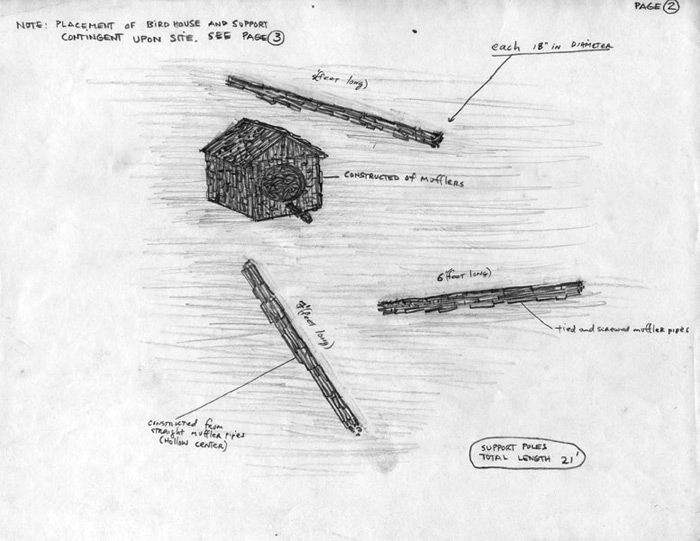 PAGE 2
NOTE: PLACEMENT OF BIRD HOUSE AND SUPPORT
CONTINGENT UPON SITE. SEE PAGE 3
each 18" IN DIAMETER
(feet long)
CONSTRUCTED OF MUFFLERS
6' (feet long)
(feet long)
tied and screwed muffler pipes
CONSTRUCTED from
STRAIGHT muffler pipes
(HOLLOW CENTER)
SUPPORT POLES
TOTAL LENGTH 21'